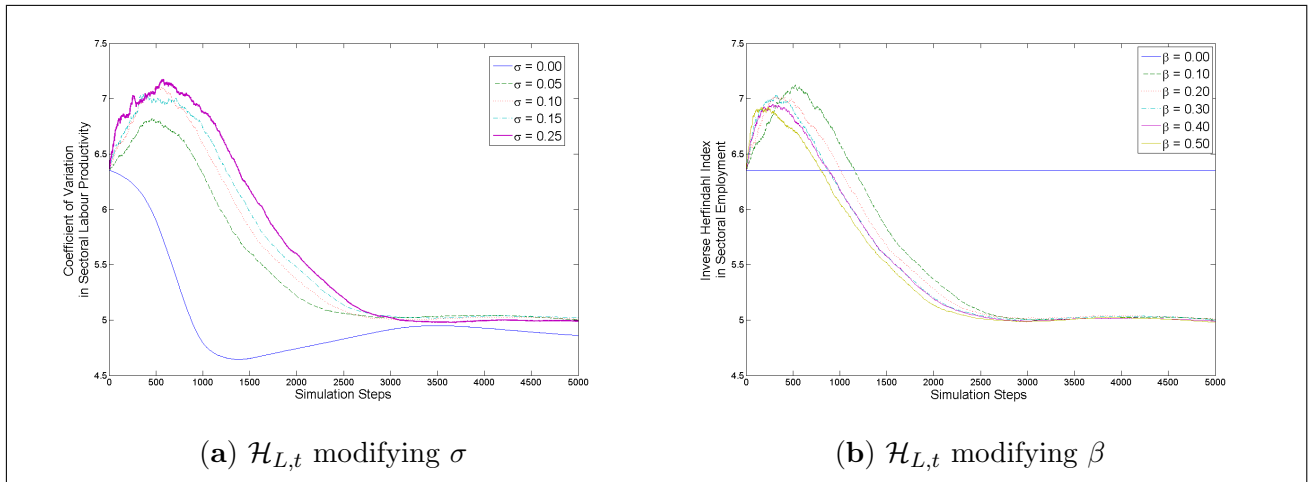 7.5
7
6.5
6
5.5
5
4.5
Coefficient of Variation
in Sectoral Labour Productivity
σ = 0.00
σ = 0.05
σ = 0.10
σ = 0.15
σ = 0.25
0 500 1000 1500 2000 2500 3000 3500 4000 4500 5000
Simulation Steps
(a) ℋL,t modifying σ
7.5
7
6.5
6
5.5
5
4.5
Inverse Herfindahl Index
in Sectoral Employment
β = 0.00
β = 0.10
β = 0.20
β = 0.30
β = 0.40
β = 0.50
0 500 1000 1500 2000 2500 3000 3500 4000 4500 5000
Simulation Steps
(b) ℋL,t modifying β